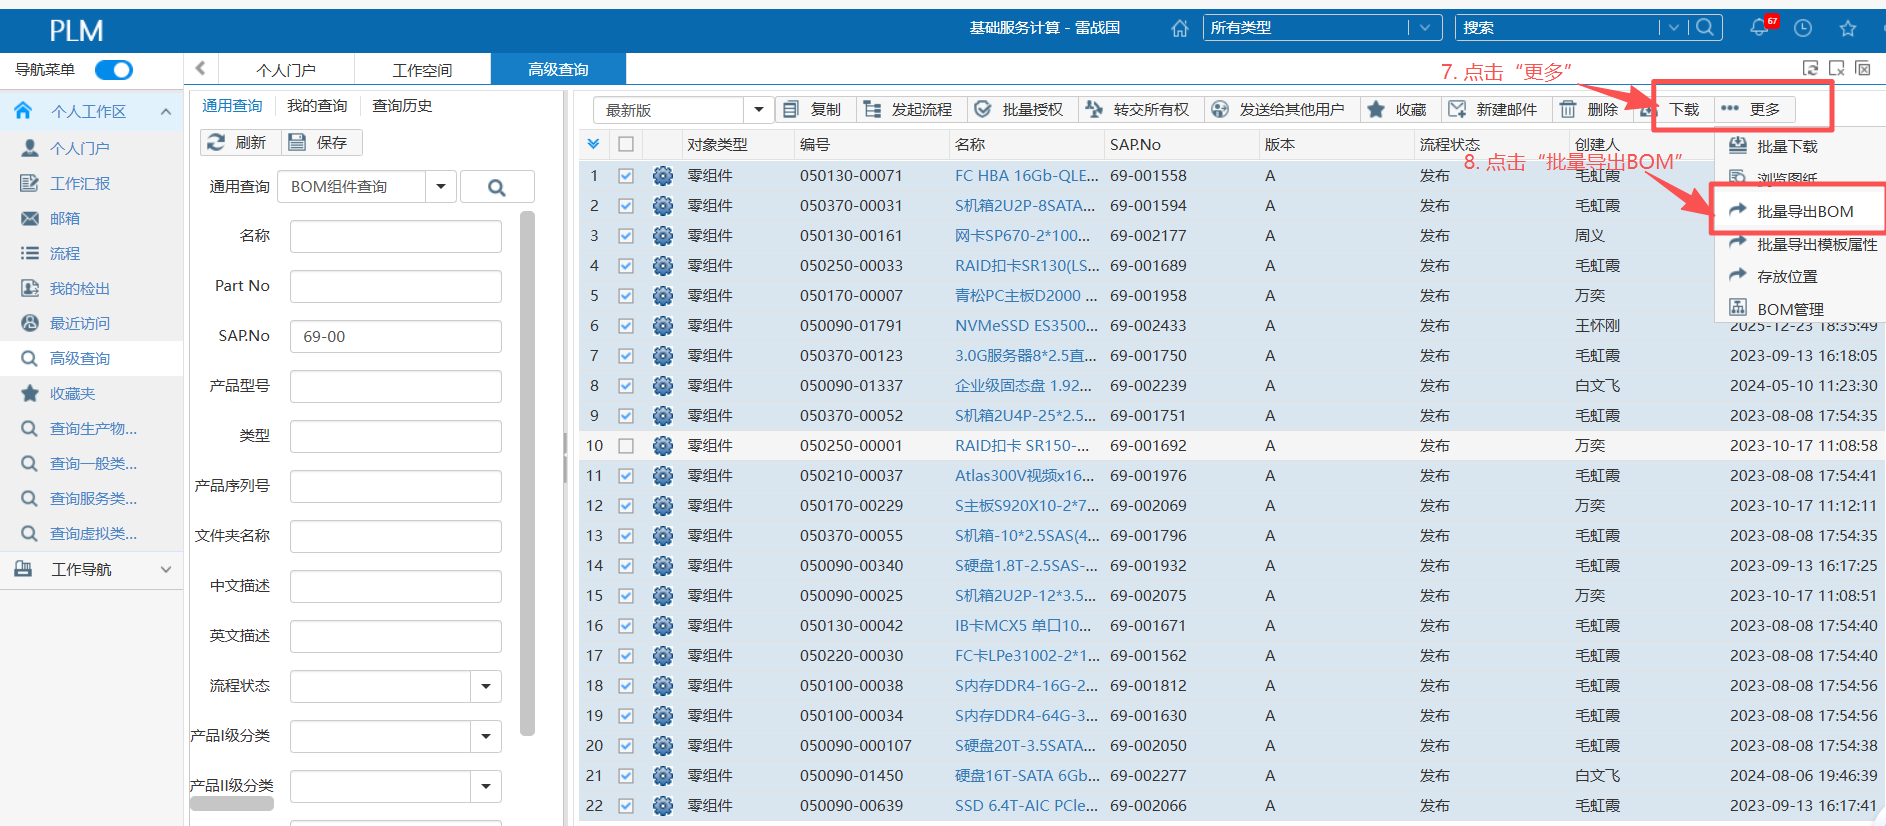 PLM
基础服务计算 - 雷战国
所有类型
搜索
67
导航菜单
个人门户
工作空间
高级查询
7. 点击“更多”
个人工作区
个人门户
工作汇报
邮箱
流程
我的检出
最近访问
高级查询
收藏夹
查询生产物...
查询一般类...
查询服务类...
查询虚拟类...
工作导航
通用查询 我的查询 查询历史
刷新 保存
通用查询 BOM组件查询
名称
Part No
SAP.No 69-00
产品型号
类型
产品序列号
文件夹名称
中文描述
英文描述
流程状态
产品I级分类
产品II级分类
最新版 复制 发起流程 批量授权 转交所有权 发送给其他用户 收藏 新建邮件 删除 下载 更多
对象类型 编号 名称 SAP.No 版本 流程状态 创建人
8. 点击“批量导出BOM”
批量下载
浏览图纸
批量导出BOM
批量导出模板属性
存放位置
BOM管理
1 零组件 050130-00071 FC HBA 16Gb-QLE... 69-001558 A 发布 毛虹霞
2 零组件 050370-00031 S机箱2U2P-8SATA... 69-001594 A 发布 毛虹霞
3 零组件 050130-00161 网卡SP670-2*100... 69-002177 A 发布 周义
4 零组件 050250-00033 RAID扣卡SR130(LS... 69-001689 A 发布 毛虹霞
5 零组件 050170-00007 青松PC主板D2000 ... 69-001958 A 发布 万奕
6 零组件 050090-01791 NVMeSSD ES3500... 69-002433 A 发布 王怀刚 2025-12-23 18:35:49
7 零组件 050370-00123 3.0G服务器8*2.5直... 69-001750 A 发布 毛虹霞 2023-09-13 16:18:05
8 零组件 050090-01337 企业级固态盘 1.92... 69-002239 A 发布 白文飞 2024-05-10 11:23:30
9 零组件 050370-00052 S机箱2U4P-25*2.5... 69-001751 A 发布 毛虹霞 2023-08-08 17:54:35
10 零组件 050250-00001 RAID扣卡 SR150-... 69-001692 A 发布 万奕 2023-10-17 11:08:58
11 零组件 050210-00037 Atlas300V视频x16... 69-001976 A 发布 毛虹霞 2023-08-08 17:54:41
12 零组件 050170-00229 S主板S920X10-2*7... 69-002069 A 发布 万奕 2023-10-17 11:12:11
13 零组件 050370-00055 S机箱-10*2.5SAS(4... 69-001796 A 发布 毛虹霞 2023-08-08 17:54:35
14 零组件 050090-00340 S硬盘1.8T-2.5SAS-... 69-001932 A 发布 毛虹霞 2023-09-13 16:17:25
15 零组件 050090-00025 S机箱2U2P-12*3.5... 69-002075 A 发布 万奕 2023-10-17 11:08:51
16 零组件 050130-00042 IB卡MCX5 单口10... 69-001671 A 发布 毛虹霞 2023-08-08 17:54:40
17 零组件 050220-00030 FC卡LPe31002-2*1... 69-001562 A 发布 毛虹霞 2023-08-08 17:54:40
18 零组件 050100-00038 S内存DDR4-16G-2... 69-001812 A 发布 毛虹霞 2023-08-08 17:54:56
19 零组件 050100-00034 S内存DDR4-64G-3... 69-001630 A 发布 毛虹霞 2023-08-08 17:54:56
20 零组件 050090-000107 S硬盘20T-3.5SATA... 69-002050 A 发布 毛虹霞 2023-08-08 17:54:38
21 零组件 050090-01450 硬盘16T-SATA 6Gb... 69-002277 A 发布 白文飞 2024-08-06 19:46:39
22 零组件 050090-00639 SSD 6.4T-AIC PCle... 69-002066 A 发布 毛虹霞 2023-09-13 16:17:41